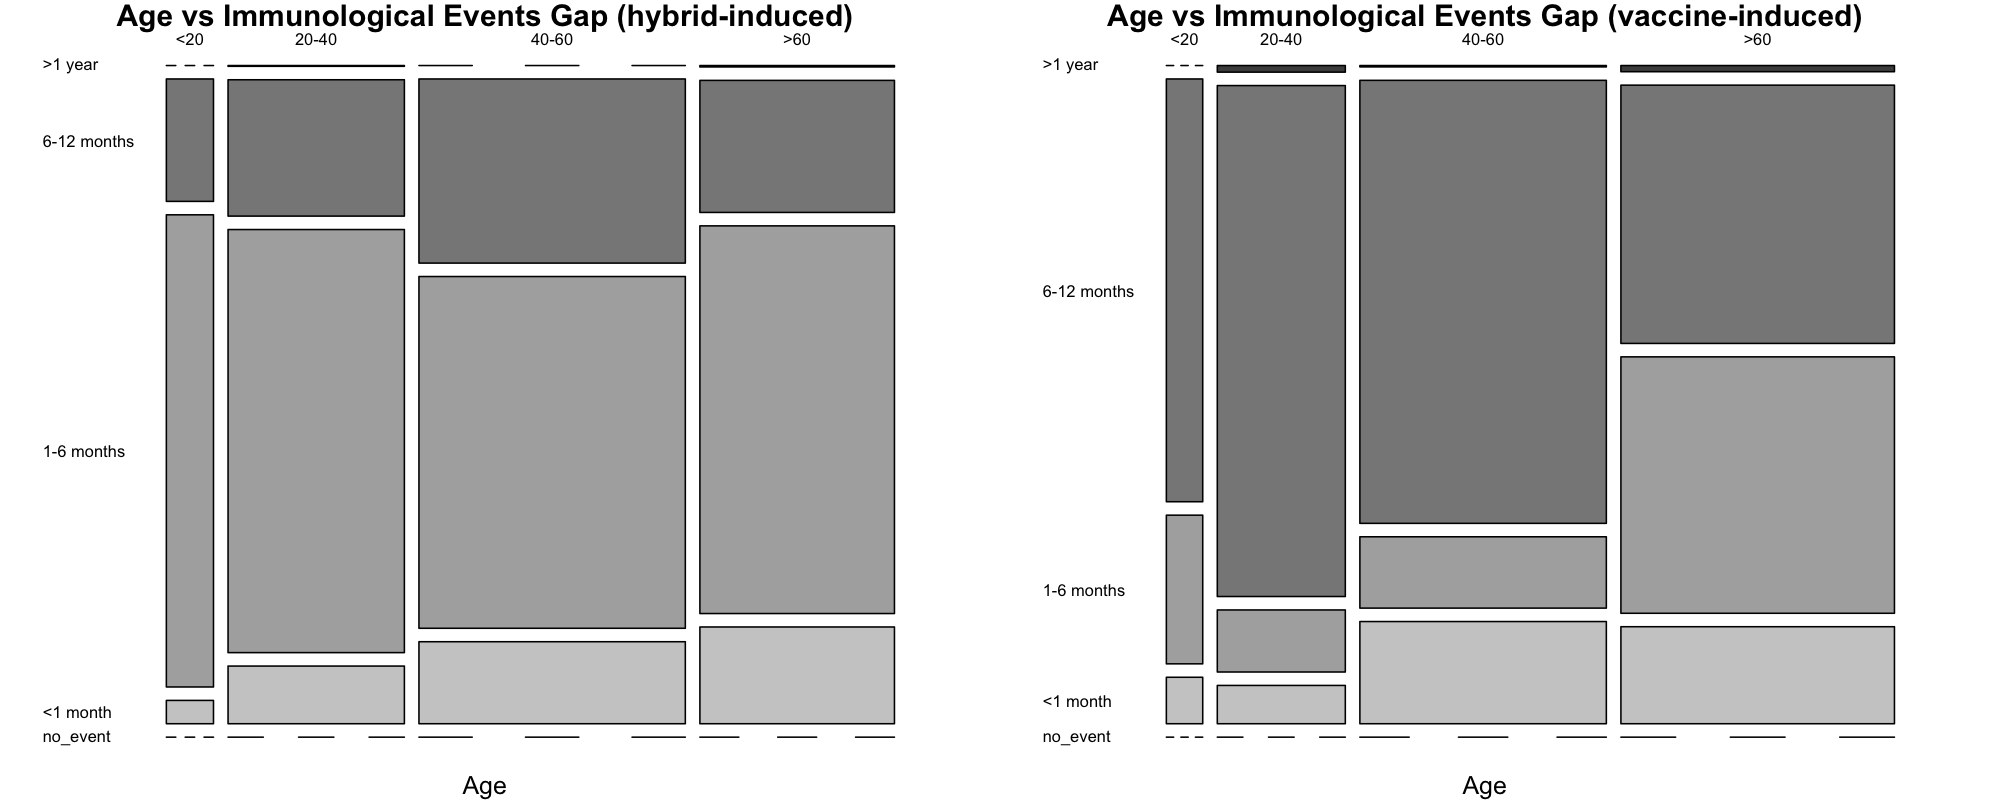 Age vs Immunological Events Gap (hybrid-induced)
<20 20-40 40-60 >60
>1 year
6-12 months
1-6 months
<1 month
no_event
Age
Age vs Immunological Events Gap (vaccine-induced)
<20 20-40 40-60 >60
>1 year
6-12 months
1-6 months
<1 month
no_event
Age